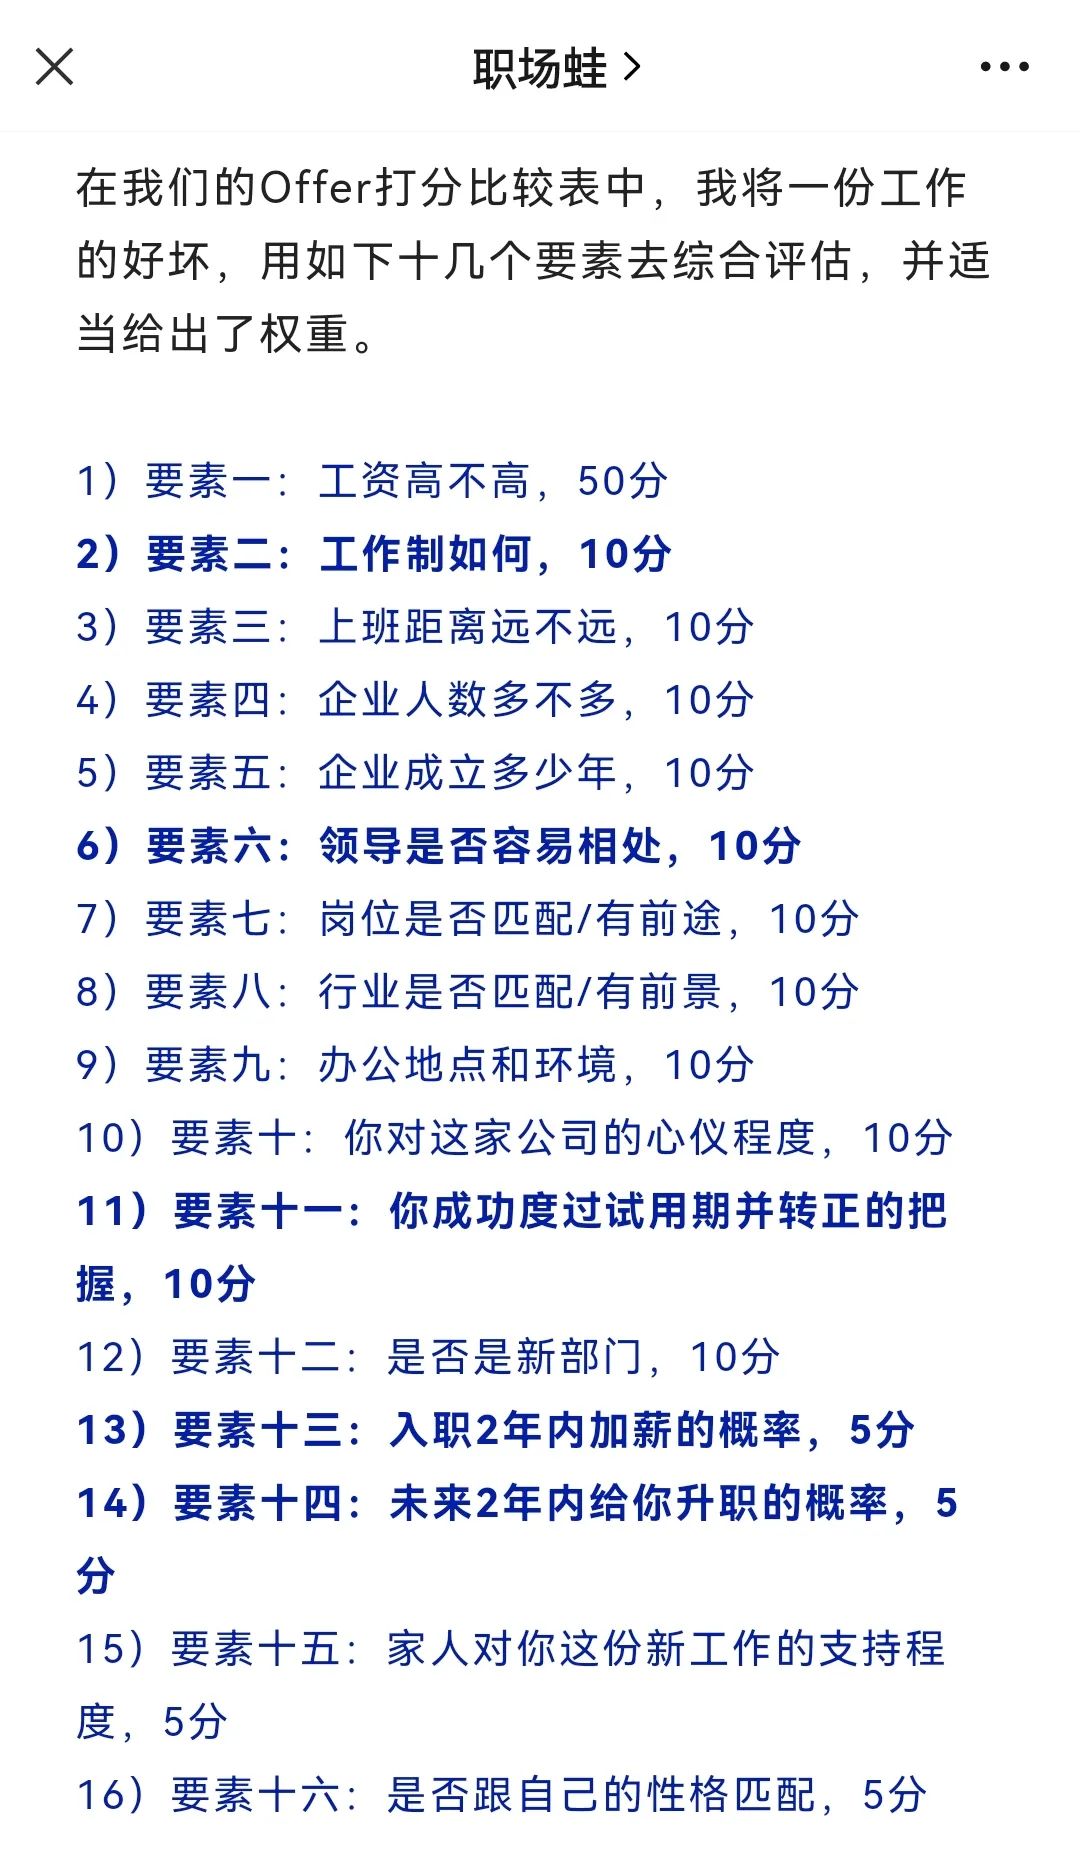 职场蛙
在我们的Offer打分比较表中，我将一份工作
的好坏，用如下十几个要素去综合评估，并适
当给出了权重。
1）要素一：工资高不高，50分
2）要素二：工作制如何，10分
3）要素三：上班距离远不远，10分
4）要素四：企业人数多不多，10分
5）要素五：企业成立多少年，10分
6）要素六：领导是否容易相处，10分
7）要素七：岗位是否匹配/有前途，10分
8）要素八：行业是否匹配/有前景，10分
9）要素九：办公地点和环境，10分
10）要素十：你对这家公司的心仪程度，10分
11）要素十一：你成功度过试用期并转正的把
握，10分
12）要素十二：是否是新部门，10分
13）要素十三：入职2年内加薪的概率，5分
14）要素十四：未来2年内给你升职的概率，5
分
15）要素十五：家人对你这份新工作的支持程
度，5分
16）要素十六：是否跟自己的性格匹配，5分